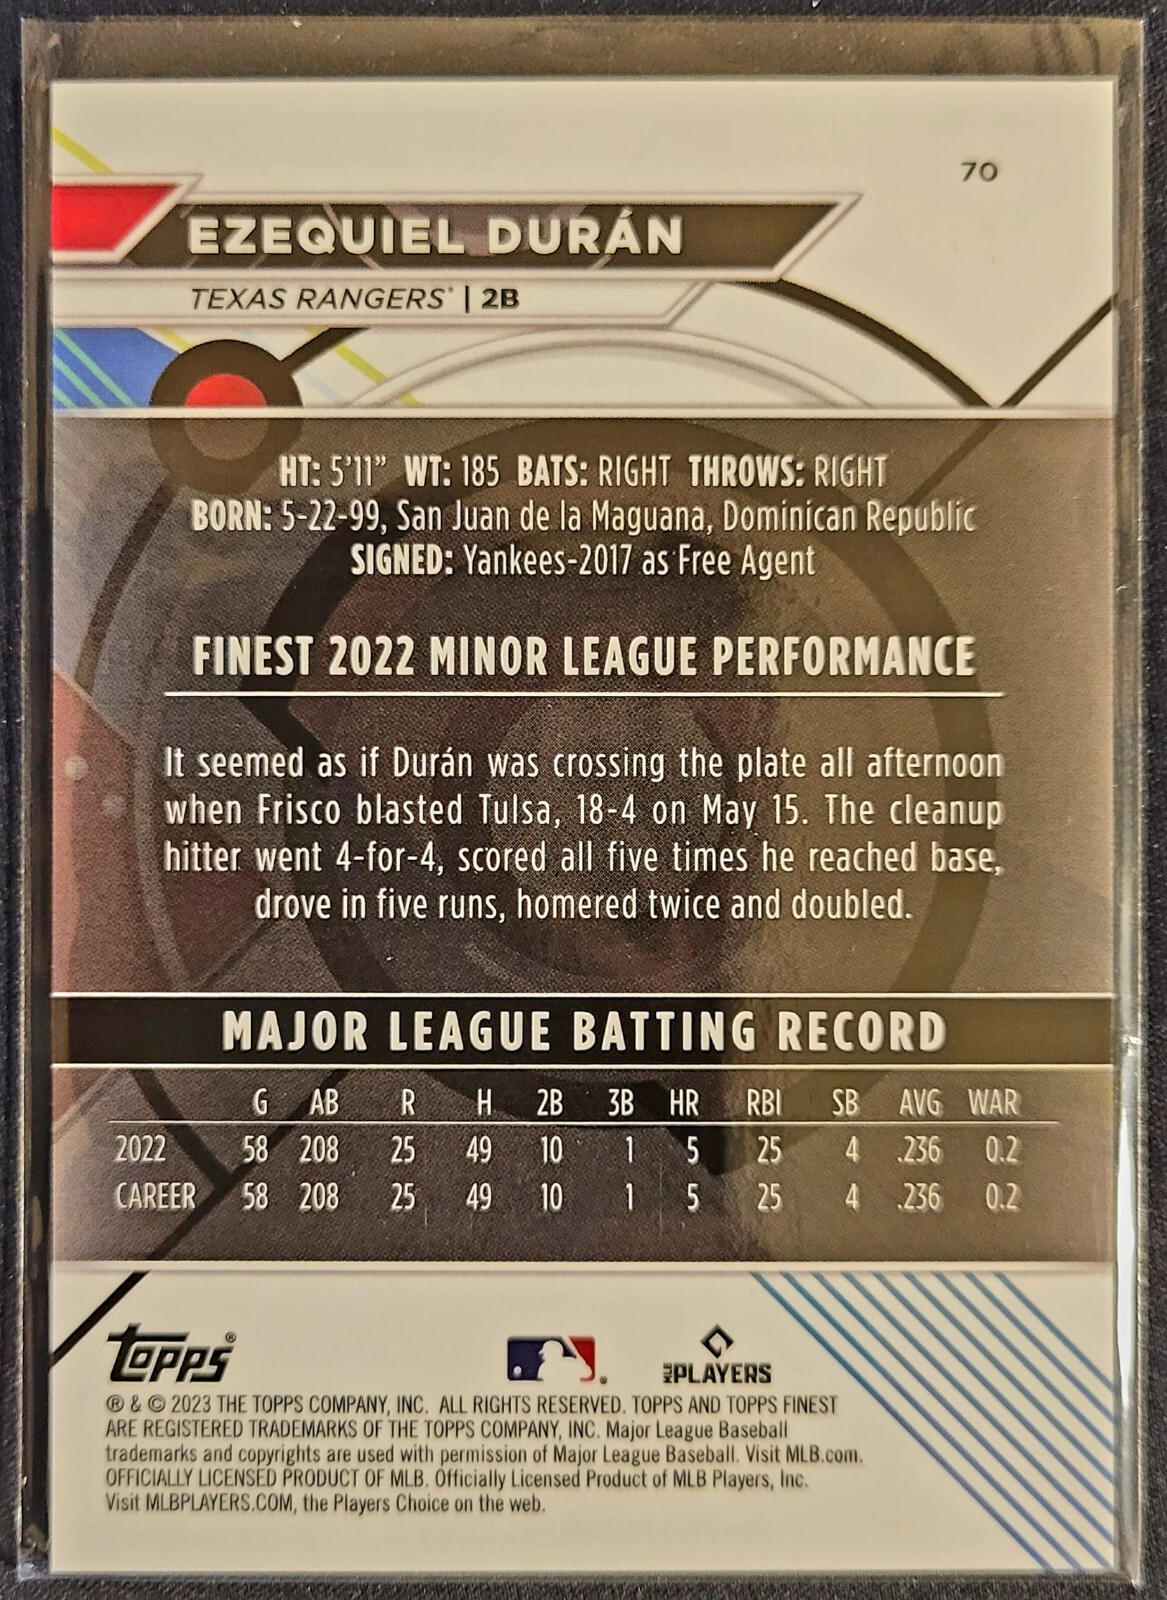 70
EZEQUIEL DURÁN
TEXAS RANGERS® | 2B
HT: 5'11" WT: 185 BATS: RIGHT THROWS: RIGHT
BORN: 5-22-99, San Juan de la Maguana, Dominican Republic
SIGNED: Yankees-2017 as Free Agent
FINEST 2022 MINOR LEAGUE PERFORMANCE
It seemed as if Durán was crossing the plate all afternoon
when Frisco blasted Tulsa, 18-4 on May 15. The cleanup
hitter went 4-for-4, scored all five times he reached base,
drove in five runs, homered twice and doubled.
MAJOR LEAGUE BATTING RECORD
G AB R H 2B 3B HR RBI SB AVG WAR
2022 58 208 25 49 10 1 5 25 4 .236 0.2
CAREER 58 208 25 49 10 1 5 25 4 .236 0.2
Topps® ® MLB PLAYERS
® & © 2023 THE TOPPS COMPANY, INC. ALL RIGHTS RESERVED. TOPPS AND TOPPS FINEST
ARE REGISTERED TRADEMARKS OF THE TOPPS COMPANY, INC. Major League Baseball
trademarks and copyrights are used with permission of Major League Baseball. Visit MLB.com.
OFFICIALLY LICENSED PRODUCT OF MLB. Officially Licensed Product of MLB Players, Inc.
Visit MLBPLAYERS.COM, the Players Choice on the web.